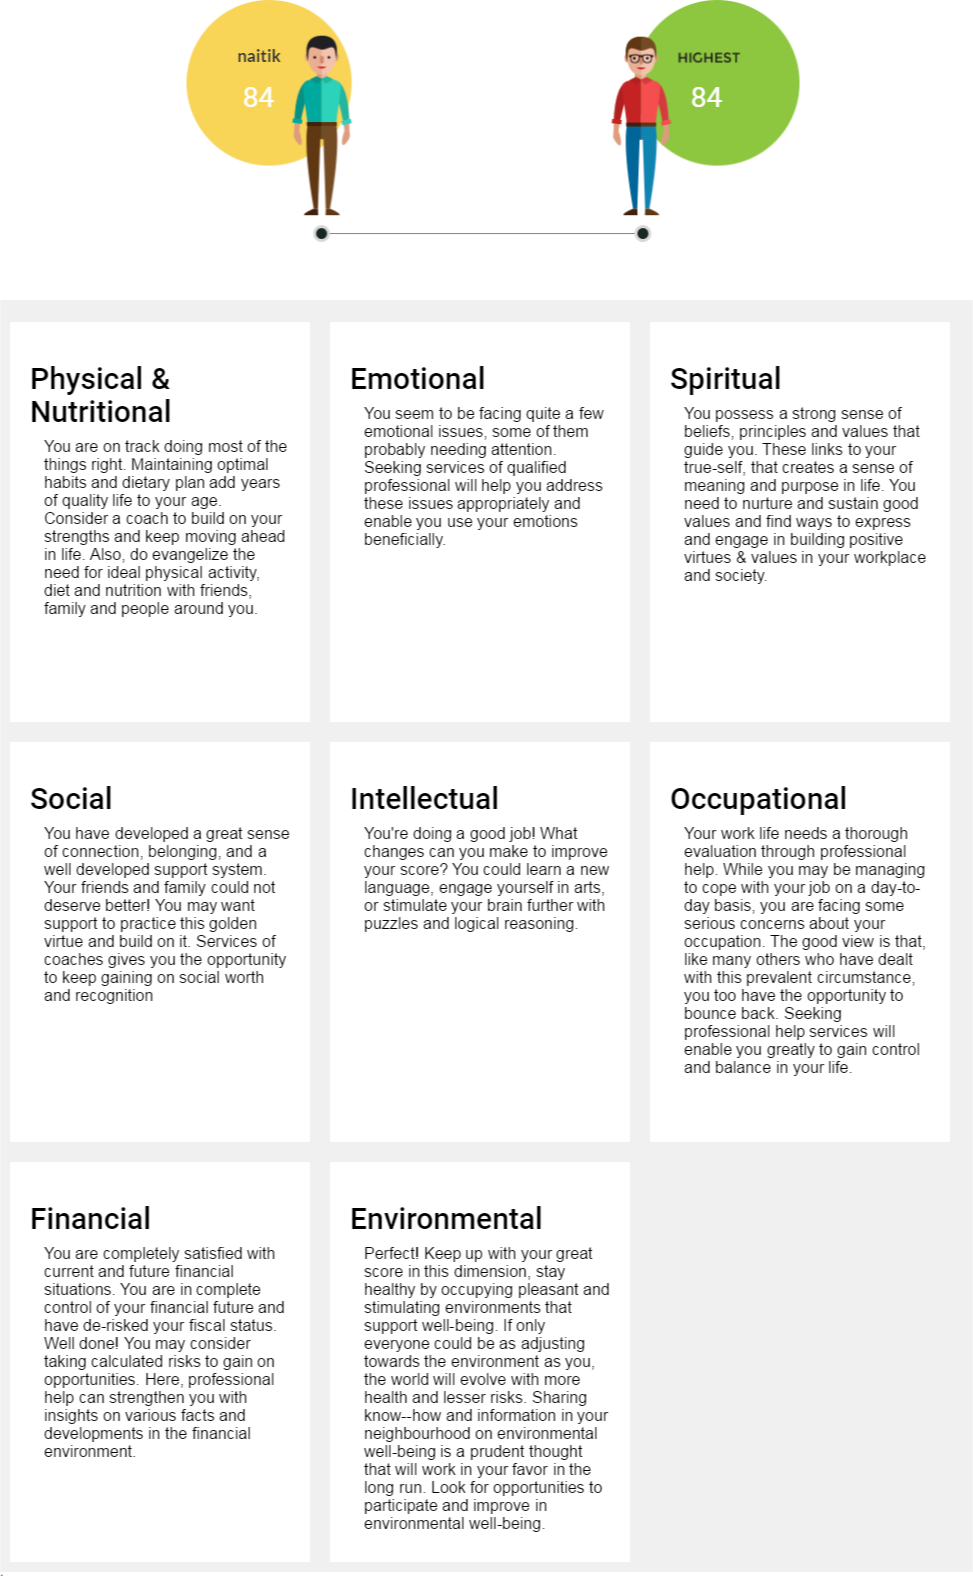 naitik
84
HIGHEST
84
Physical &
Nutritional
You are on track doing most of the
things right. Maintaining optimal
habits and dietary plan add years
of quality life to your age.
Consider a coach to build on your
strengths and keep moving ahead
in life. Also, do evangelize the
need for ideal physical activity,
diet and nutrition with friends,
family and people around you.
Emotional
You seem to be facing quite a few
emotional issues, some of them
probably needing attention.
Seeking services of qualified
professional will help you address
these issues appropriately and
enable you use your emotions
beneficially.
Spiritual
You possess a strong sense of
beliefs, principles and values that
guide you. These links to your
true-self, that creates a sense of
meaning and purpose in life. You
need to nurture and sustain good
values and find ways to express
and engage in building positive
virtues & values in your workplace
and society.
Social
You have developed a great sense
of connection, belonging, and a
well developed support system.
Your friends and family could not
deserve better! You may want
support to practice this golden
virtue and build on it. Services of
coaches gives you the opportunity
to keep gaining on social worth
and recognition
Intellectual
You're doing a good job! What
changes can you make to improve
your score? You could learn a new
language, engage yourself in arts,
or stimulate your brain further with
puzzles and logical reasoning.
Occupational
Your work life needs a thorough
evaluation through professional
help. While you may be managing
to cope with your job on a day-to-
day basis, you are facing some
serious concerns about your
occupation. The good view is that,
like many others who have dealt
with this prevalent circumstance,
you too have the opportunity to
bounce back. Seeking
professional help services will
enable you greatly to gain control
and balance in your life.
Financial
You are completely satisfied with
current and future financial
situations. You are in complete
control of your financial future and
have de-risked your fiscal status.
Well done! You may consider
taking calculated risks to gain on
opportunities. Here, professional
help can strengthen you with
insights on various facts and
developments in the financial
environment.
Environmental
Perfect! Keep up with your great
score in this dimension, stay
healthy by occupying pleasant and
stimulating environments that
support well-being. If only
everyone could be as adjusting
towards the environment as you,
the world will evolve with more
health and lesser risks. Sharing
know--how and information in your
neighbourhood on environmental
well-being is a prudent thought
that will work in your favor in the
long run. Look for opportunities to
participate and improve in
environmental well-being.